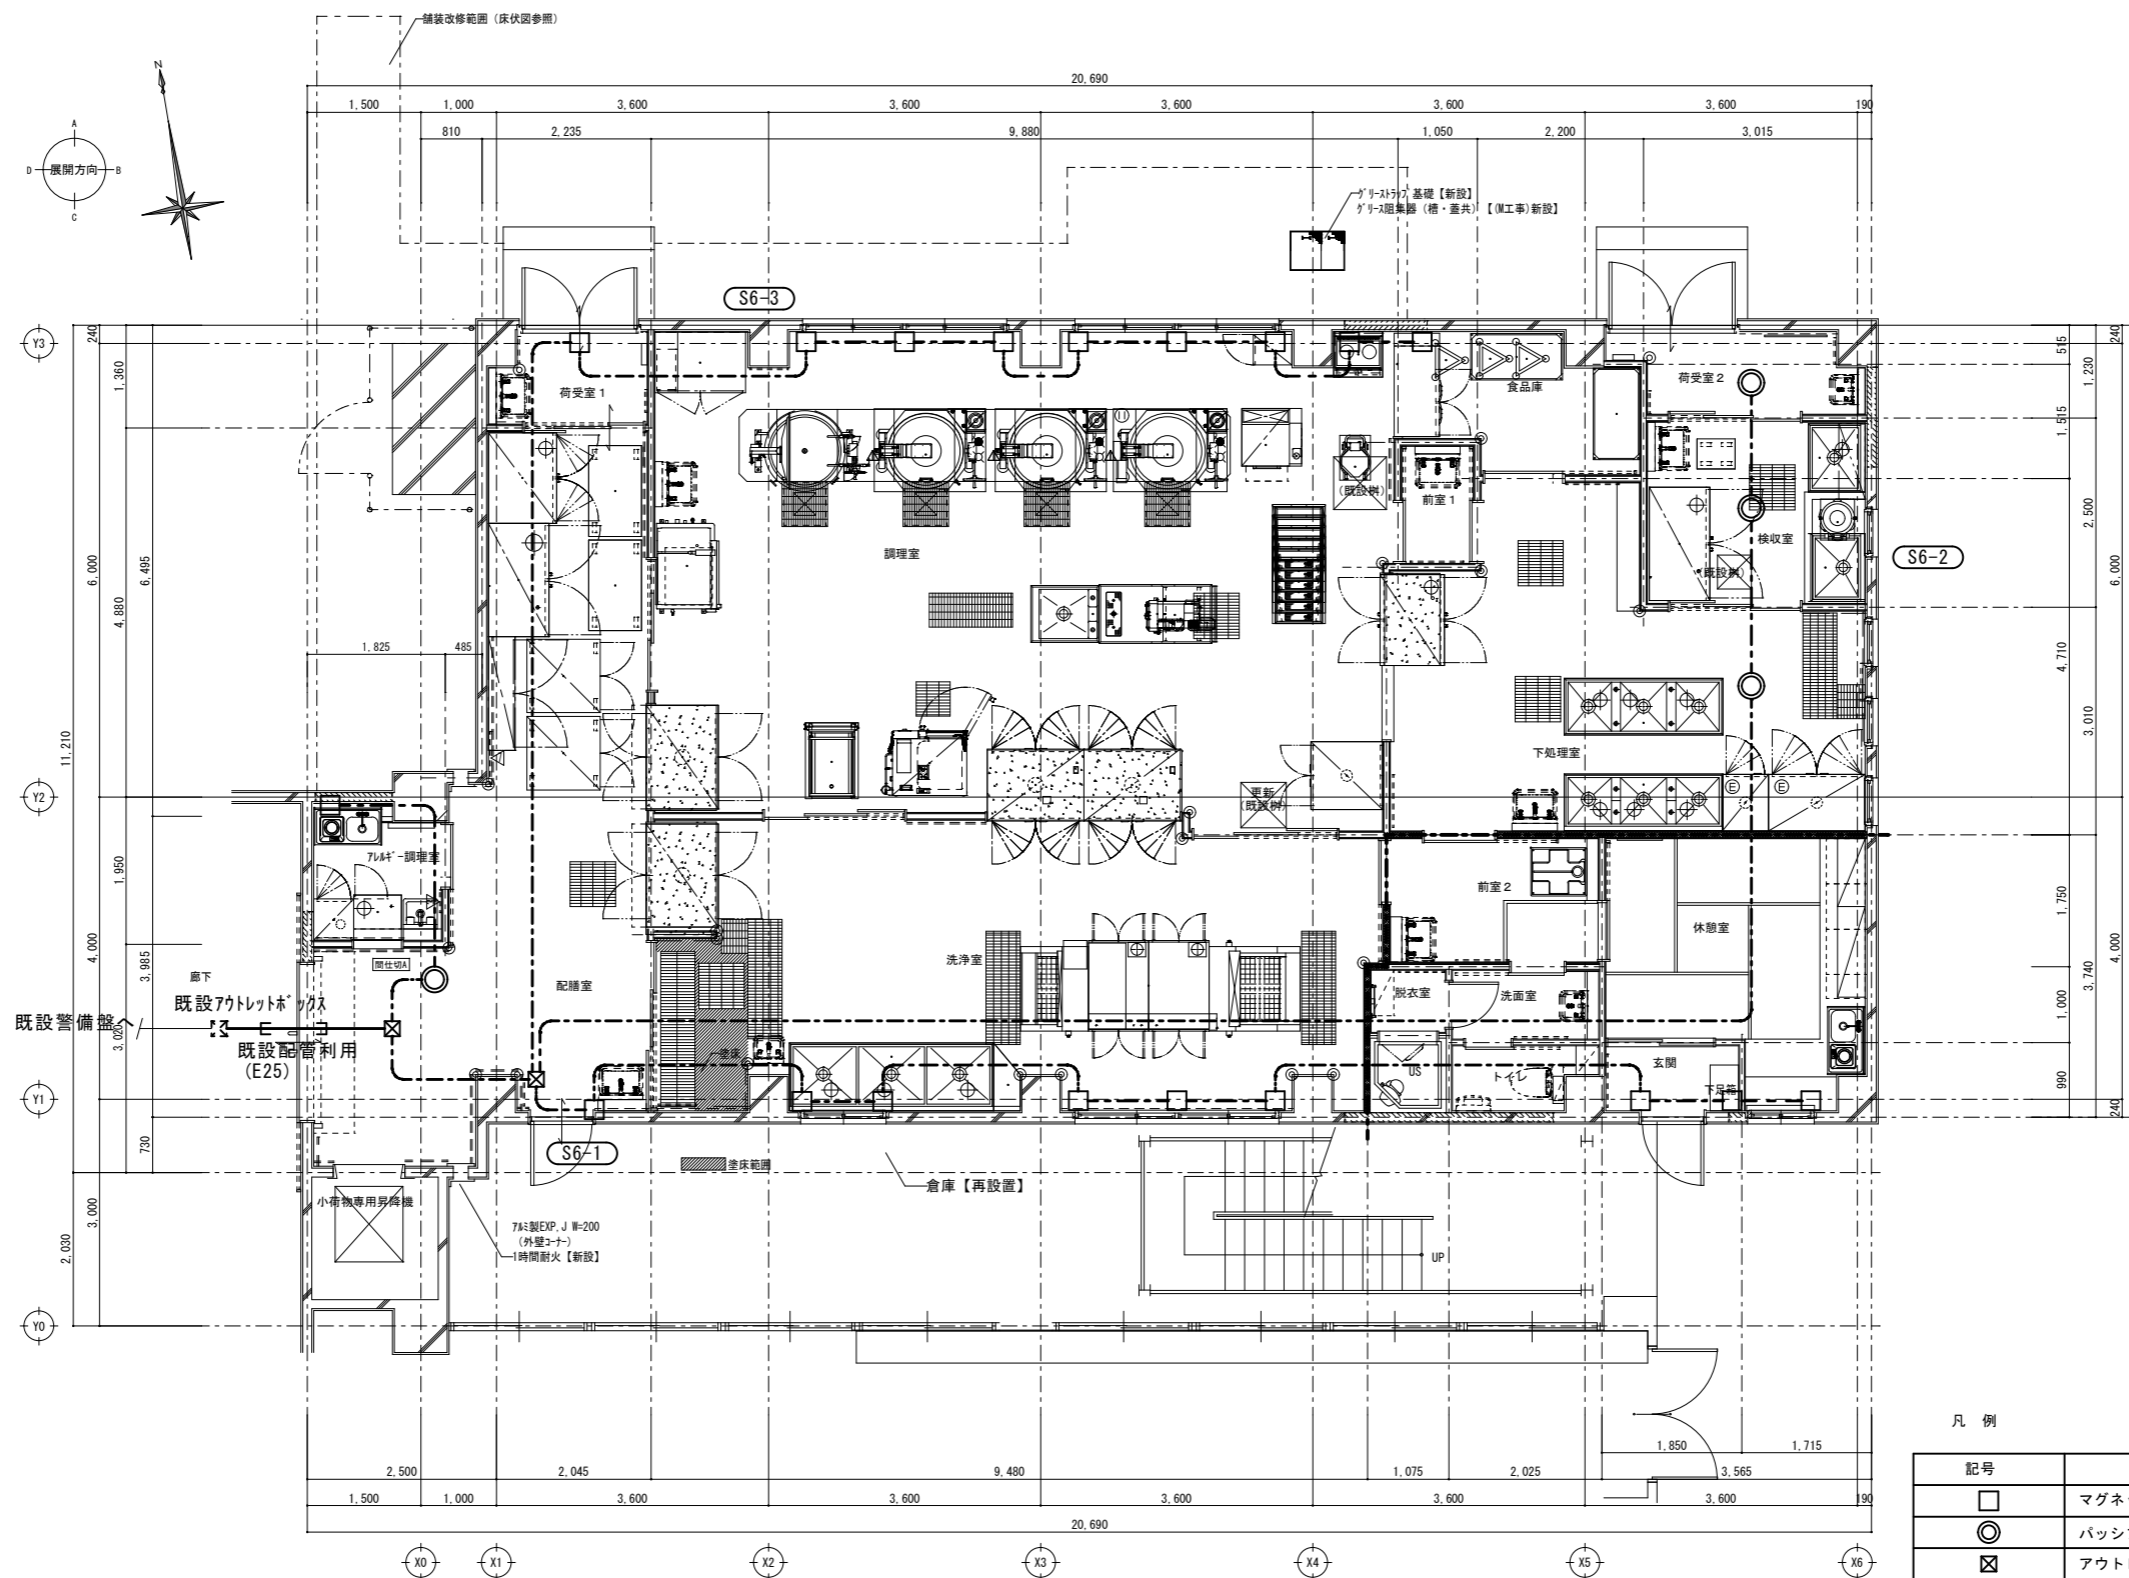 舗装改修範囲（床伏図参照）
N
A
D 展開方向 B
C
20,690
1,500 1,000 3,600 3,600 3,600 3,600 3,600 190
810 2,235 9,880 1,050 2,200 3,015
グリーストラップ 基礎【新設】
グリース阻集器（槽・蓋共）【(M工事)新設】
S6-3
Y3
240
1,360
6,495
6,000
4,880
11,210
荷受室１
食品庫
荷受室２
240
515
1,230
1,515
2,500
6,000
(既設桝)
前室１
調理室
検収室
(既設桝)
S6-2
1,825 485
4,710
3,010
下処理室
更新
(既設桝)
E E
Y2
アレルギー調理室
1,950
4,000
3,985
前室２
休憩室
1,750
4,000
3,740
間仕切A
廊下
洗浄室
配膳室
脱衣室
洗面室
1,000
既設アウトレットボックス
既設警備盤へ
3,020
既設配管利用
(E25)
塗床
US
トイレ
玄関
下足箱
990
240
Y1
730
S6-1
塗床範囲
倉庫【再設置】
小荷物専用昇降機
3,000
2,030
アルミ製EXP.J W=200
(外壁コーナー)
1時間耐火【新設】
UP
Y0
1,850 1,715
2,500 2,045 9,480 1,075 2,025 3,565
1,500 1,000 3,600 3,600 3,600 3,600 3,600 190
20,690
X0 X1 X2 X3 X4 X5 X6
凡 例
記号
マグネ
パッシ
アウト